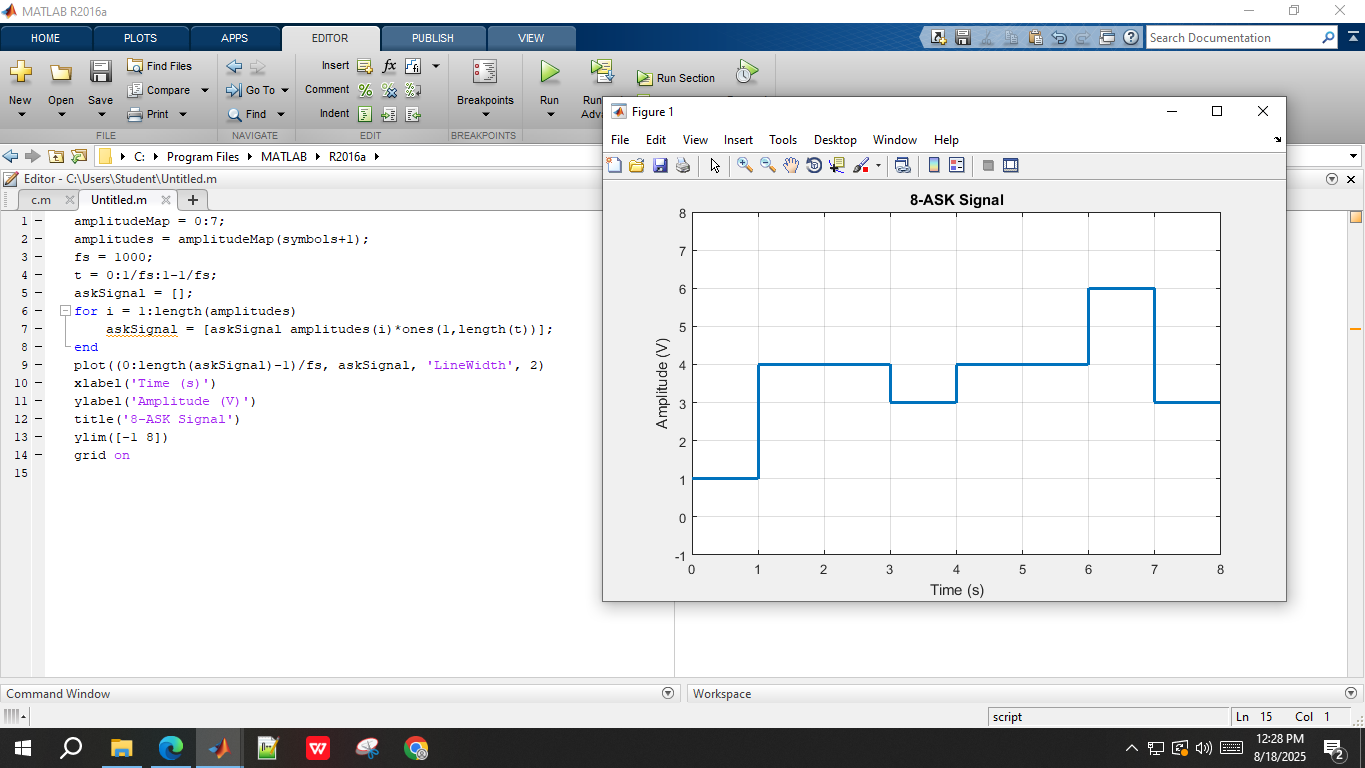 MATLAB R2016a
HOME PLOTS APPS EDITOR PUBLISH VIEW
Search Documentation
New Open Save
Find Files
Compare
Print
Go To
Find
Insert fx
Comment
Indent
Breakpoints
Run
Run
Adv
Run Section
FILE NAVIGATE EDIT BREAKPOINTS
C: Program Files MATLAB R2016a
Editor - C:\Users\Student\Untitled.m
c.m Untitled.m
1 amplitudeMap = 0:7;
2 amplitudes = amplitudeMap(symbols+1);
3 fs = 1000;
4 t = 0:1/fs:1-1/fs;
5 askSignal = [];
6 for i = 1:length(amplitudes)
7 askSignal = [askSignal amplitudes(i)*ones(1,length(t))];
8 end
9 plot((0:length(askSignal)-1)/fs, askSignal, 'LineWidth', 2)
10 xlabel('Time (s)')
11 ylabel('Amplitude (V)')
12 title('8-ASK Signal')
13 ylim([-1 8])
14 grid on
15
Figure 1
File Edit View Insert Tools Desktop Window Help
8-ASK Signal
Amplitude (V)
8
7
6
5
4
3
2
1
0
-1
0 1 2 3 4 5 6 7 8
Time (s)
Command Window
Workspace
script
Ln 15 Col 1
12:28 PM
8/18/2025
2